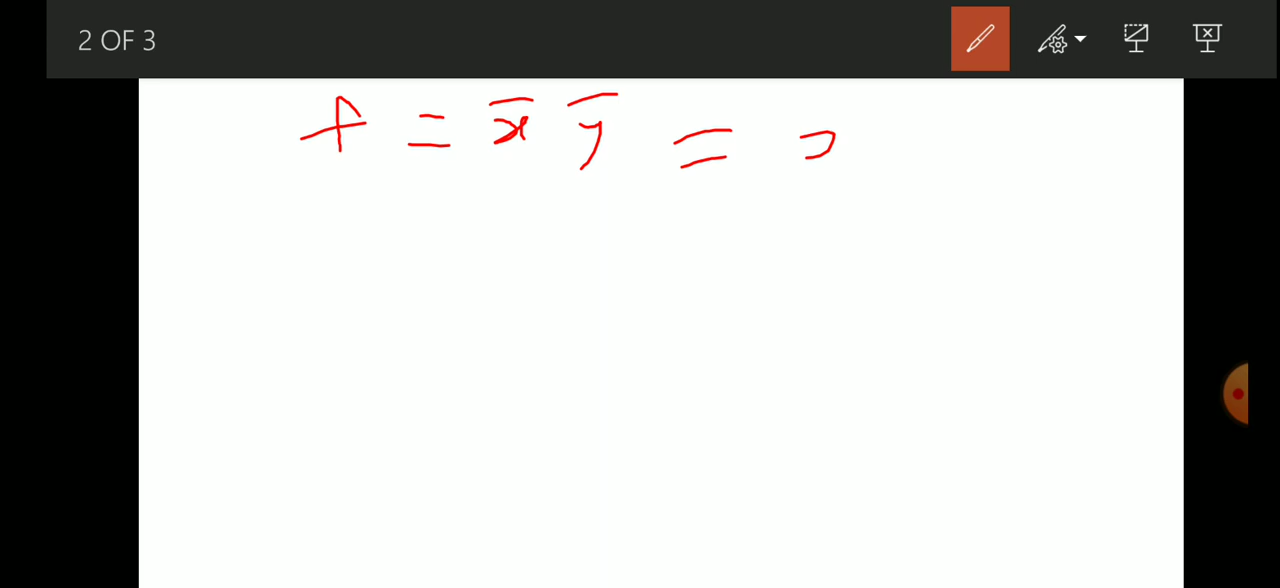 2 OF 3
f = x̅ y̅ =